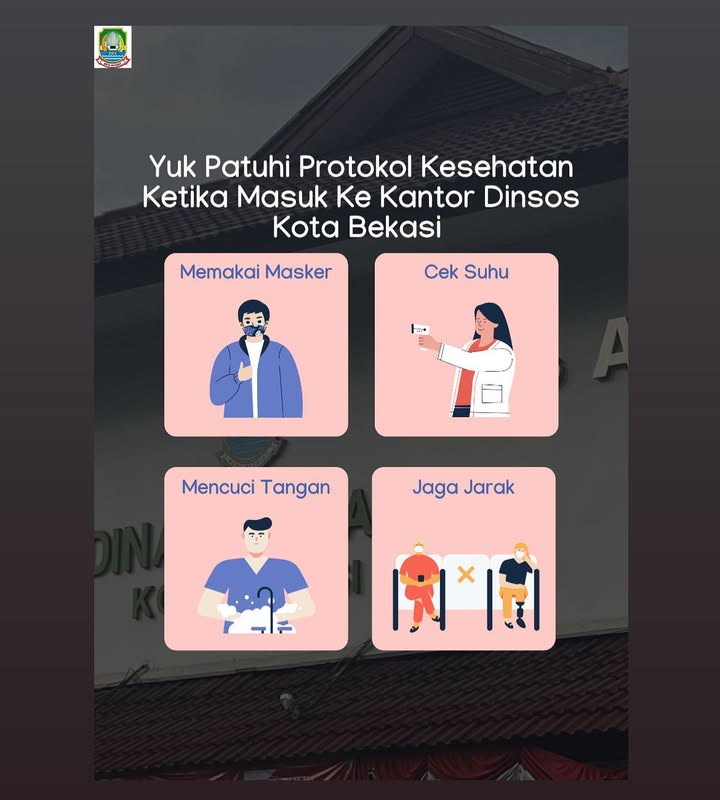 Yuk Patuhi Protokol Kesehatan
Ketika Masuk Ke Kantor Dinsos
Kota Bekasi
Memakai Masker
Cek Suhu
Mencuci Tangan
Jaga Jarak